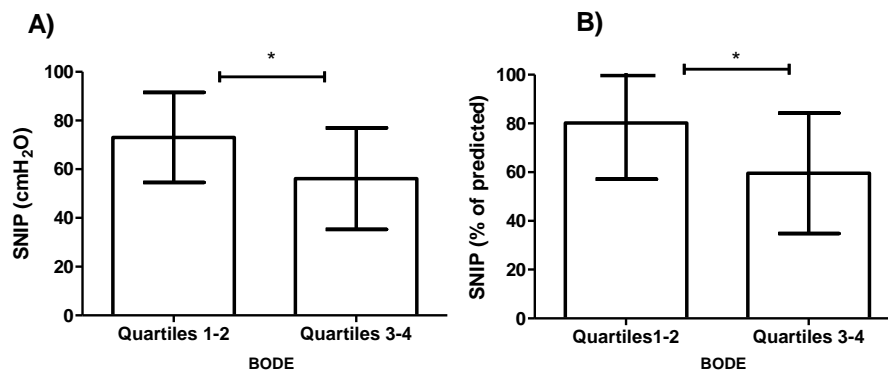 A)
*
SNIP (cmH₂O)
100
80
60
40
20
0
Quartiles 1-2 Quartiles 3-4
BODE
B)
*
SNIP (% of predicted)
100
80
60
40
20
0
Quartiles1-2 Quartiles 3-4
BODE